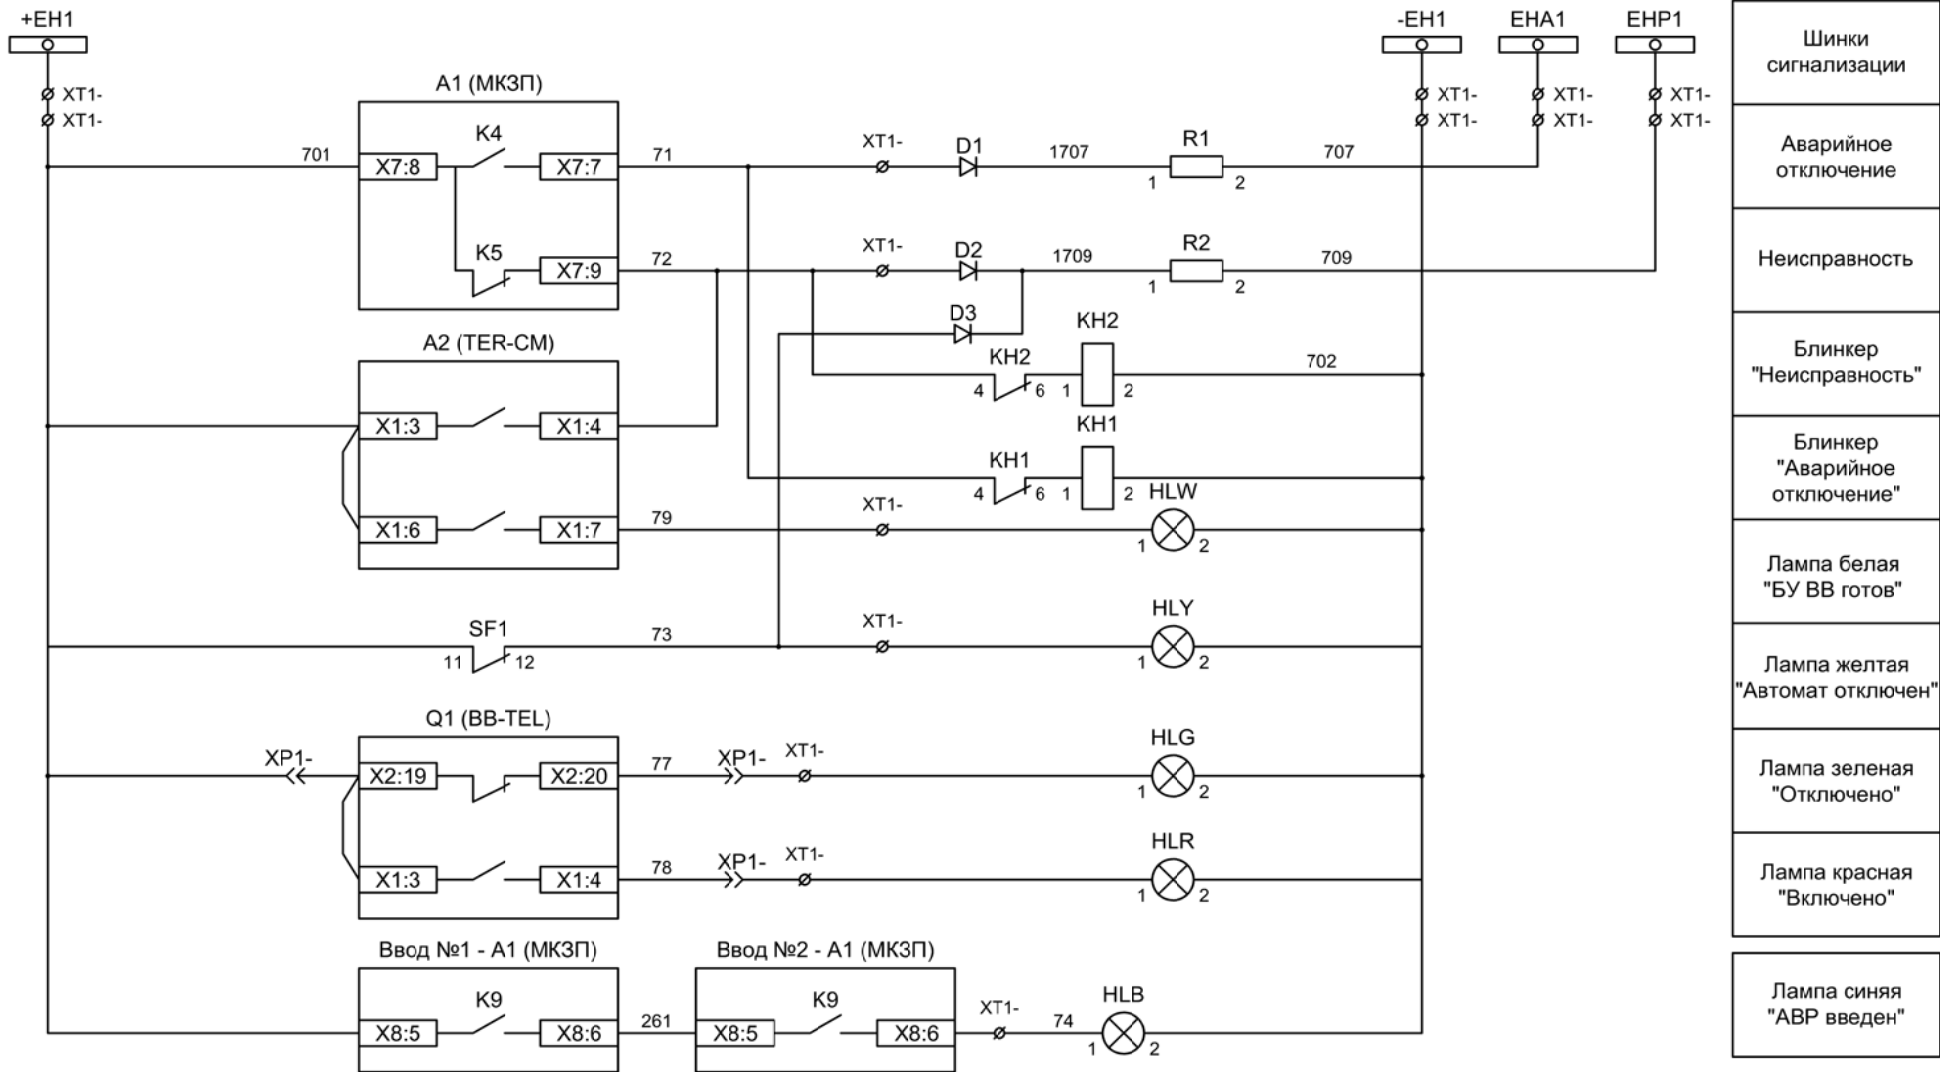 +EH1
-EH1
EHA1
EHP1
XT1-
XT1-
XT1-
XT1-
XT1-
XT1-
XT1-
XT1-
Шинки
сигнализации
A1 (МКЗП)
701
X7:8
K4
X7:7
71
XT1-
D1
1707
R1
1
2
707
Аварийное
отключение
K5
X7:9
72
XT1-
D2
1709
R2
1
2
709
Неисправность
D3
A2 (TER-CM)
KH2
4
6
KH2
1
2
702
Блинкер
"Неисправность"
X1:3
X1:4
KH1
4
6
KH1
1
2
Блинкер
"Аварийное
отключение"
X1:6
X1:7
79
XT1-
HLW
1
2
Лампа белая
"БУ ВВ готов"
SF1
11
12
73
XT1-
HLY
1
2
Лампа желтая
"Автомат отключен"
Q1 (BB-TEL)
XP1-
X2:19
X2:20
77
XP1-
XT1-
HLG
1
2
Лампа зеленая
"Отключено"
X1:3
X1:4
78
XP1-
XT1-
HLR
1
2
Лампа красная
"Включено"
Ввод №1 - A1 (МКЗП)
X8:5
K9
X8:6
261
Ввод №2 - A1 (МКЗП)
X8:5
K9
X8:6
XT1-
74
HLB
1
2
Лампа синяя
"АВР введен"